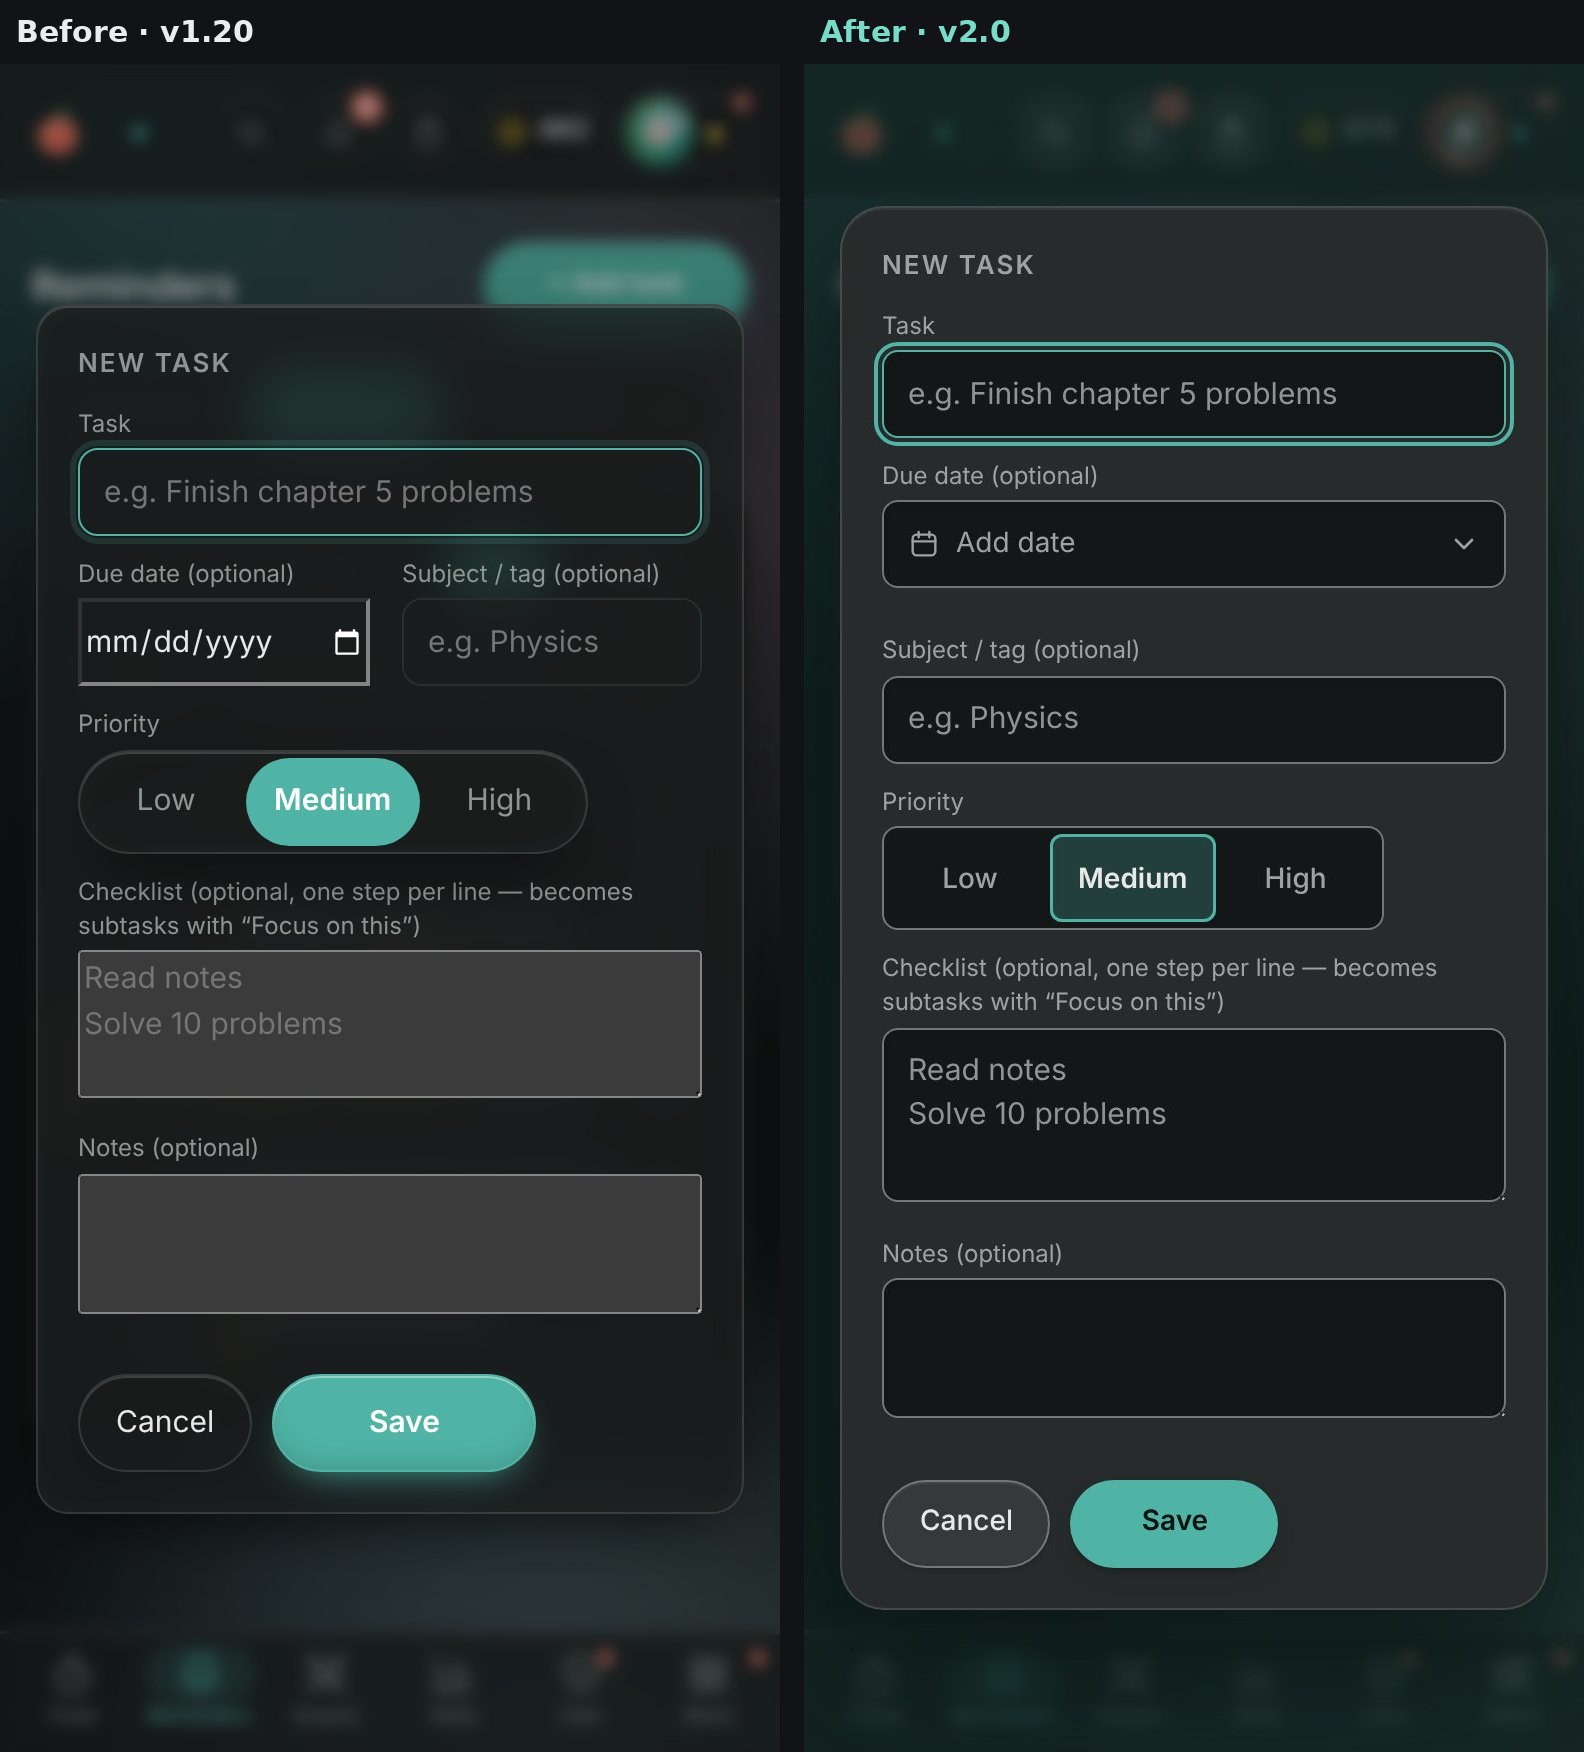 Before · v1.20
Reminders
NEW TASK
Task
e.g. Finish chapter 5 problems
Due date (optional)
Subject / tag (optional)
mm/dd/yyyy
e.g. Physics
Priority
Low
Medium
High
Checklist (optional, one step per line — becomes
subtasks with “Focus on this”)
Read notes
Solve 10 problems
Notes (optional)
Cancel
Save
After · v2.0
NEW TASK
Task
e.g. Finish chapter 5 problems
Due date (optional)
Add date
Subject / tag (optional)
e.g. Physics
Priority
Low
Medium
High
Checklist (optional, one step per line — becomes
subtasks with “Focus on this”)
Read notes
Solve 10 problems
Notes (optional)
Cancel
Save